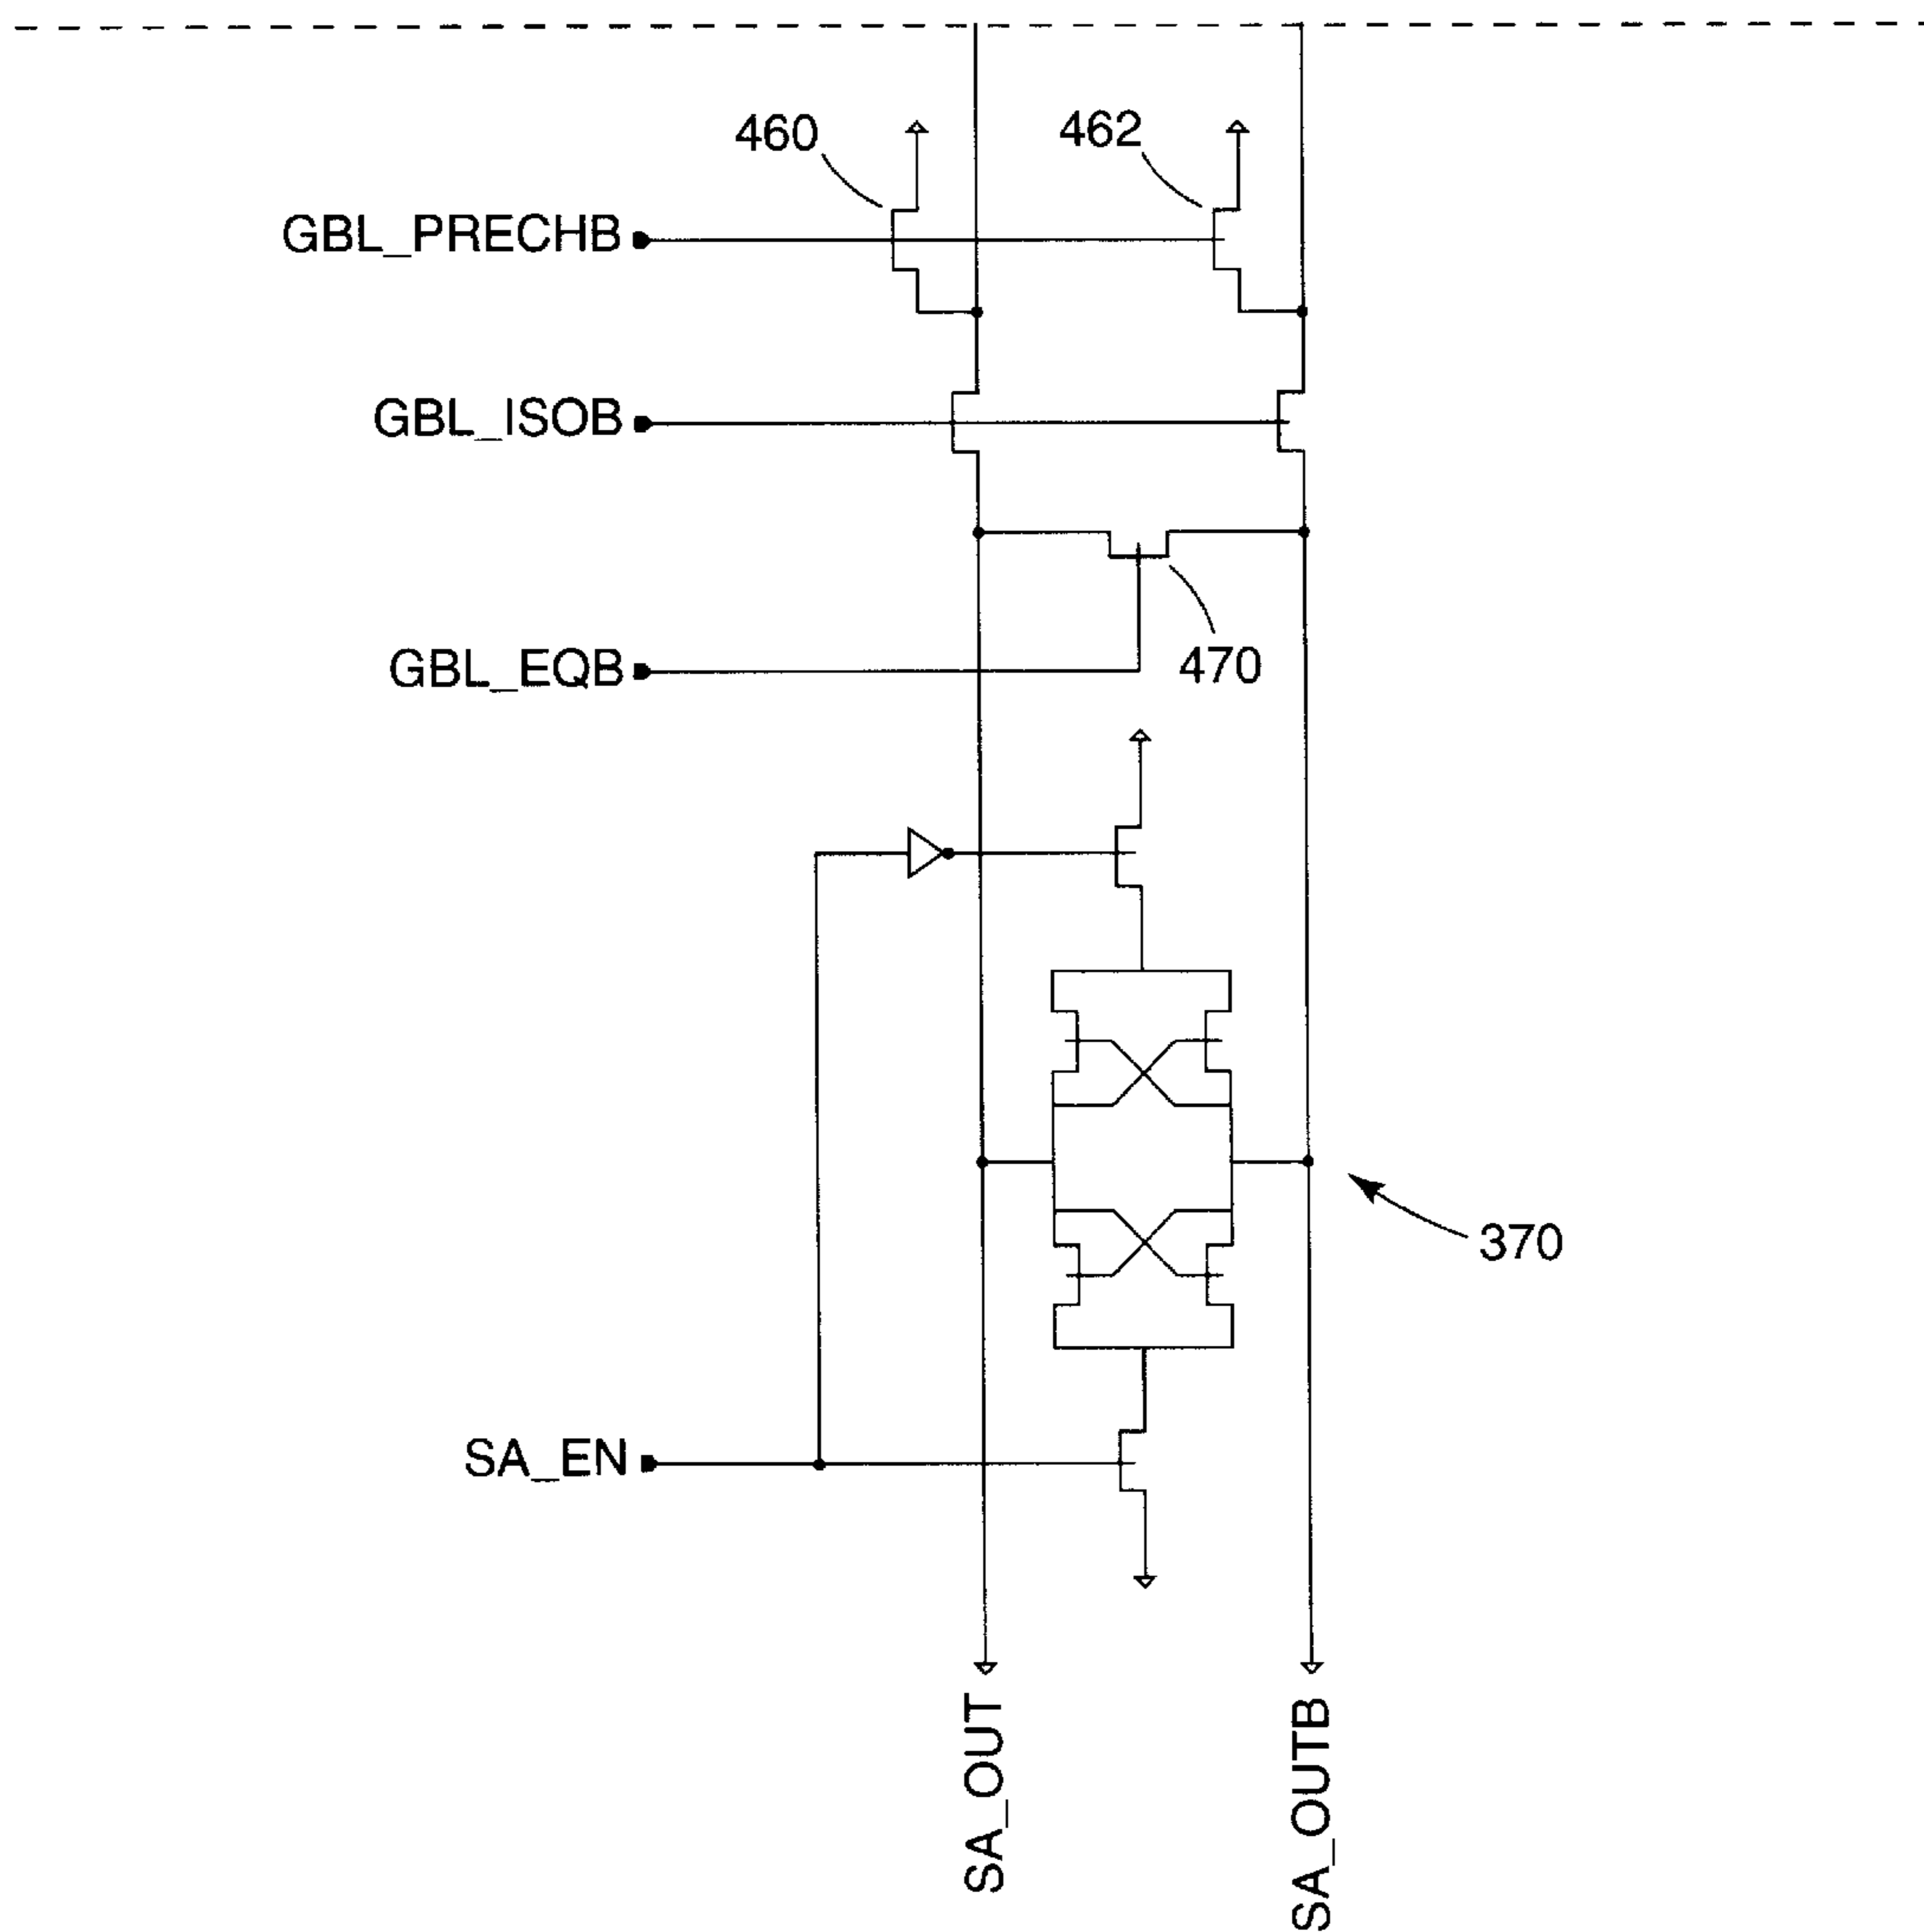 460
462
GBL_PRECHB
GBL_ISOB
GBL_EQB
470
370
SA_EN
SA_OUT
SA_OUTB